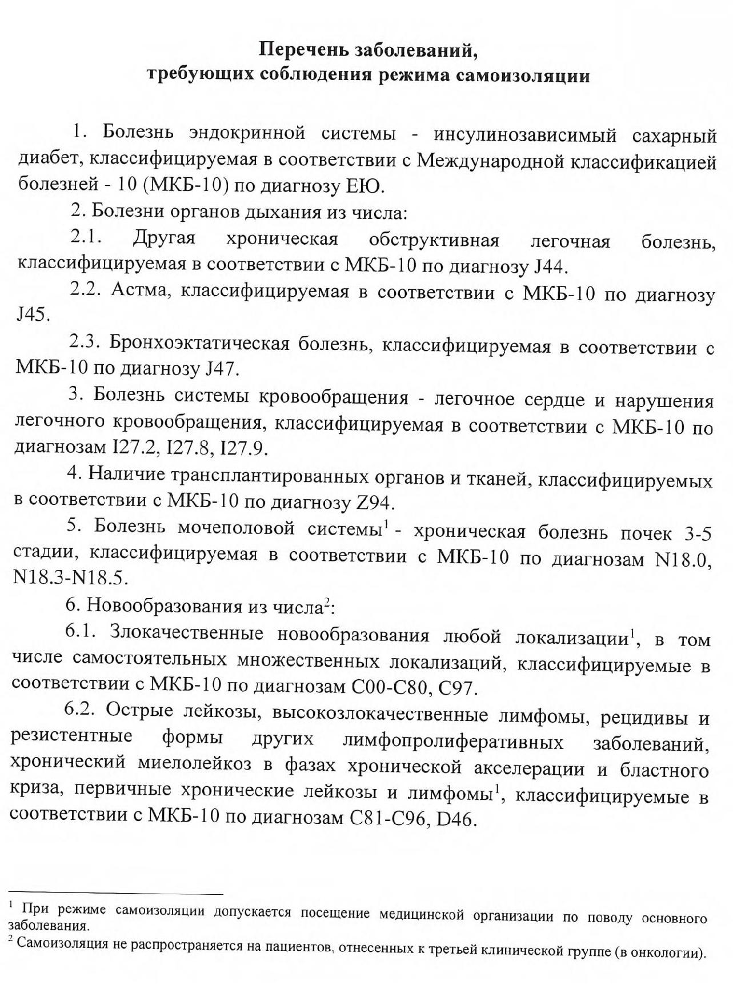 Перечень заболеваний,
требующих соблюдения режима самоизоляции
1. Болезнь эндокринной системы - инсулинозависимый сахарный
диабет, классифицируемая в соответствии с Международной классификацией
болезней - 10 (МКБ-10) по диагнозу ЕЮ.
2. Болезни органов дыхания из числа:
2.1. Другая хроническая обструктивная легочная болезнь,
классифицируемая в соответствии с МКБ-10 по диагнозу J44.
2.2. Астма, классифицируемая в соответствии с МКБ-10 по диагнозу
J45.
2.3. Бронхоэктатическая болезнь, классифицируемая в соответствии с
МКБ-10 по диагнозу J47.
3. Болезнь системы кровообращения - легочное сердце и нарушения
легочного кровообращения, классифицируемая в соответствии с МКБ-10 по
диагнозам I27.2, I27.8, I27.9.
4. Наличие трансплантированных органов и тканей, классифицируемых
в соответствии с МКБ-10 по диагнозу Z94.
5. Болезнь мочеполовой системы¹ - хроническая болезнь почек 3-5
стадии, классифицируемая в соответствии с МКБ-10 по диагнозам N18.0,
N18.3-N18.5.
6. Новообразования из числа²:
6.1. Злокачественные новообразования любой локализации¹, в том
числе самостоятельных множественных локализаций, классифицируемые в
соответствии с МКБ-10 по диагнозам С00-С80, С97.
6.2. Острые лейкозы, высокозлокачественные лимфомы, рецидивы и
резистентные формы других лимфопролиферативных заболеваний,
хронический миелолейкоз в фазах хронической акселерации и бластного
криза, первичные хронические лейкозы и лимфомы¹, классифицируемые в
соответствии с МКБ-10 по диагнозам С81-С96, D46.
¹ При режиме самоизоляции допускается посещение медицинской организации по поводу основного
заболевания.
² Самоизоляция не распространяется на пациентов, отнесенных к третьей клинической группе (в онкологии).